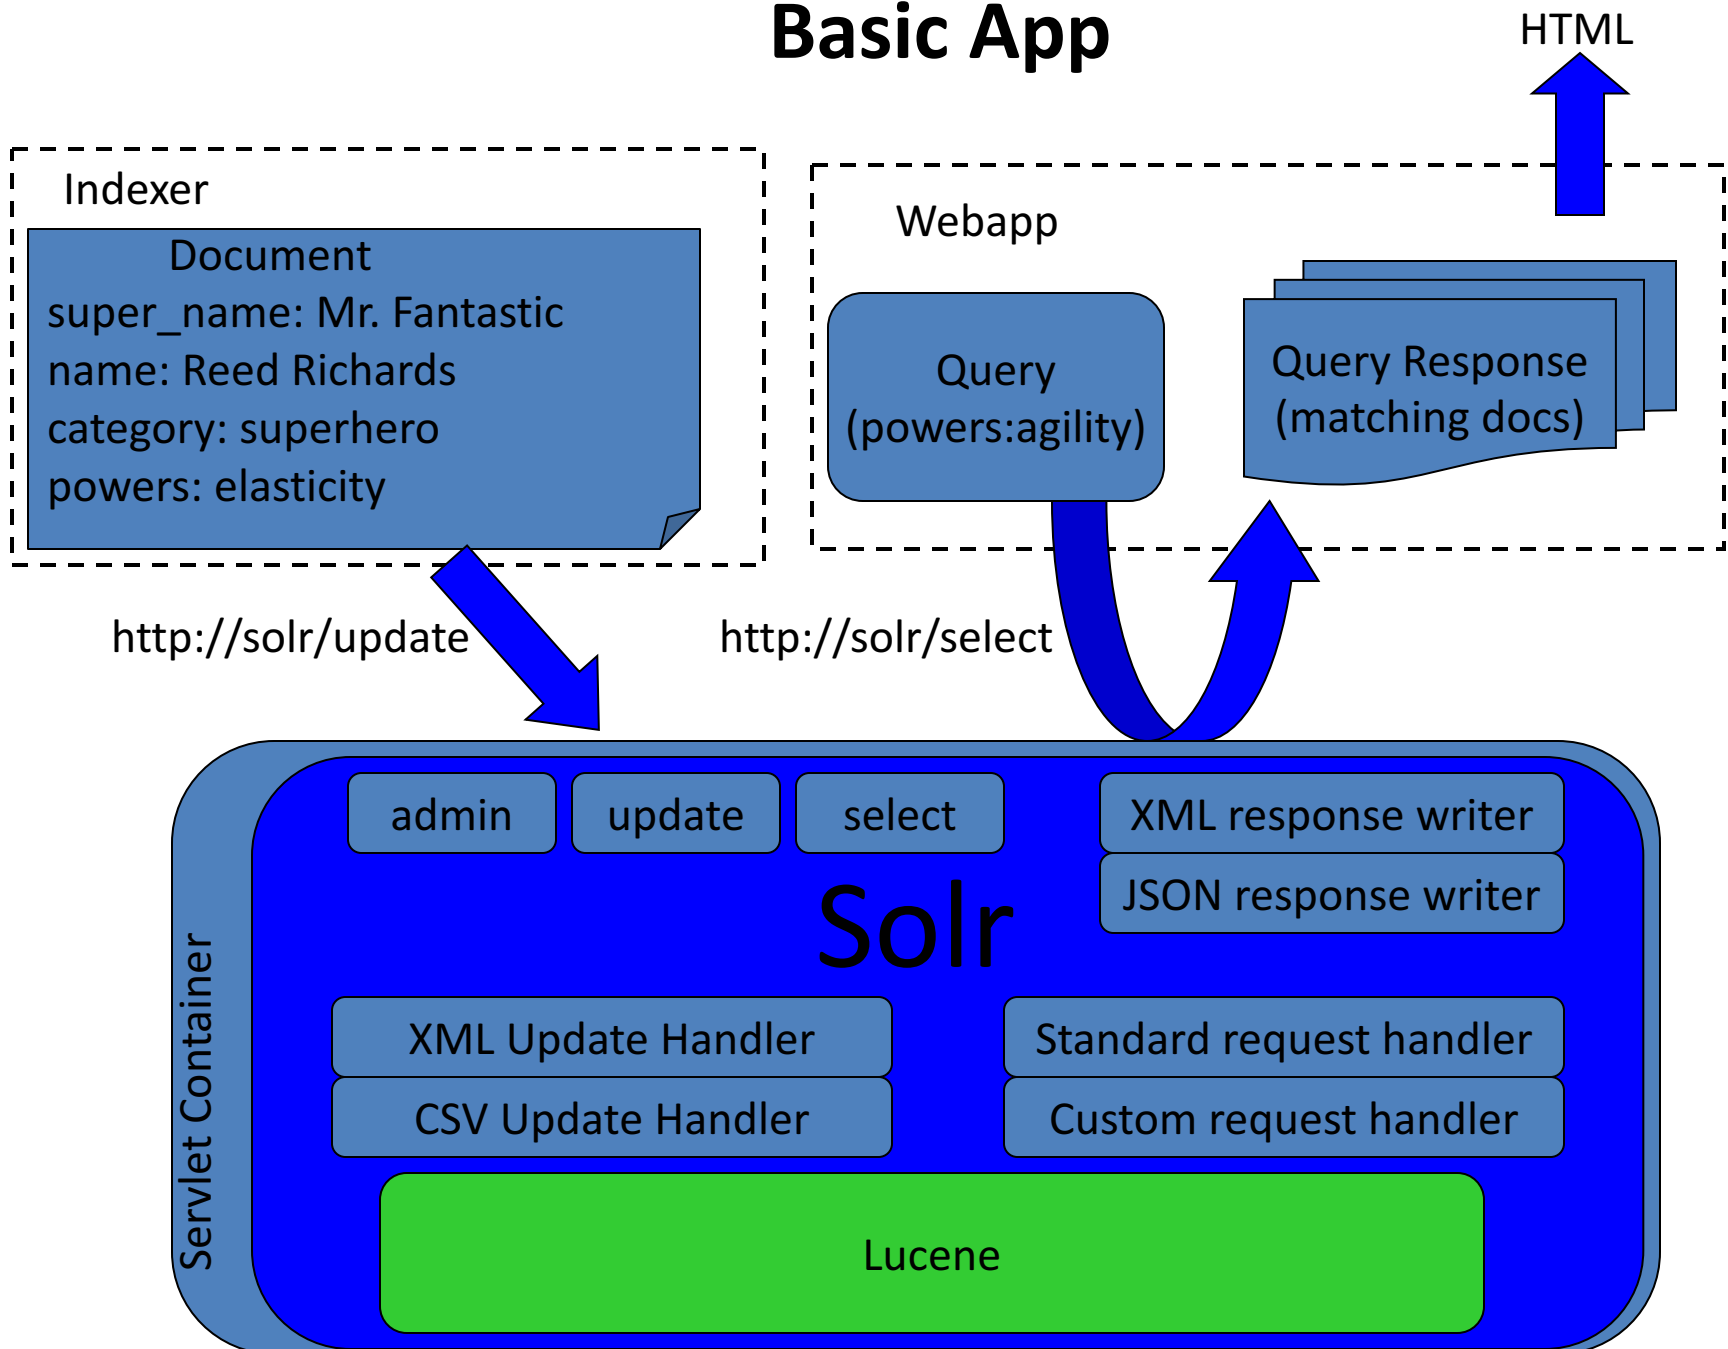 Basic App
HTML
Indexer
Document
super_name: Mr. Fantastic
name: Reed Richards
category: superhero
powers: elasticity
Webapp
Query
(powers:agility)
Query Response
(matching docs)
http://solr/update
http://solr/select
admin
update
select
XML response writer
JSON response writer
Solr
Servlet Container
XML Update Handler
CSV Update Handler
Standard request handler
Custom request handler
Lucene